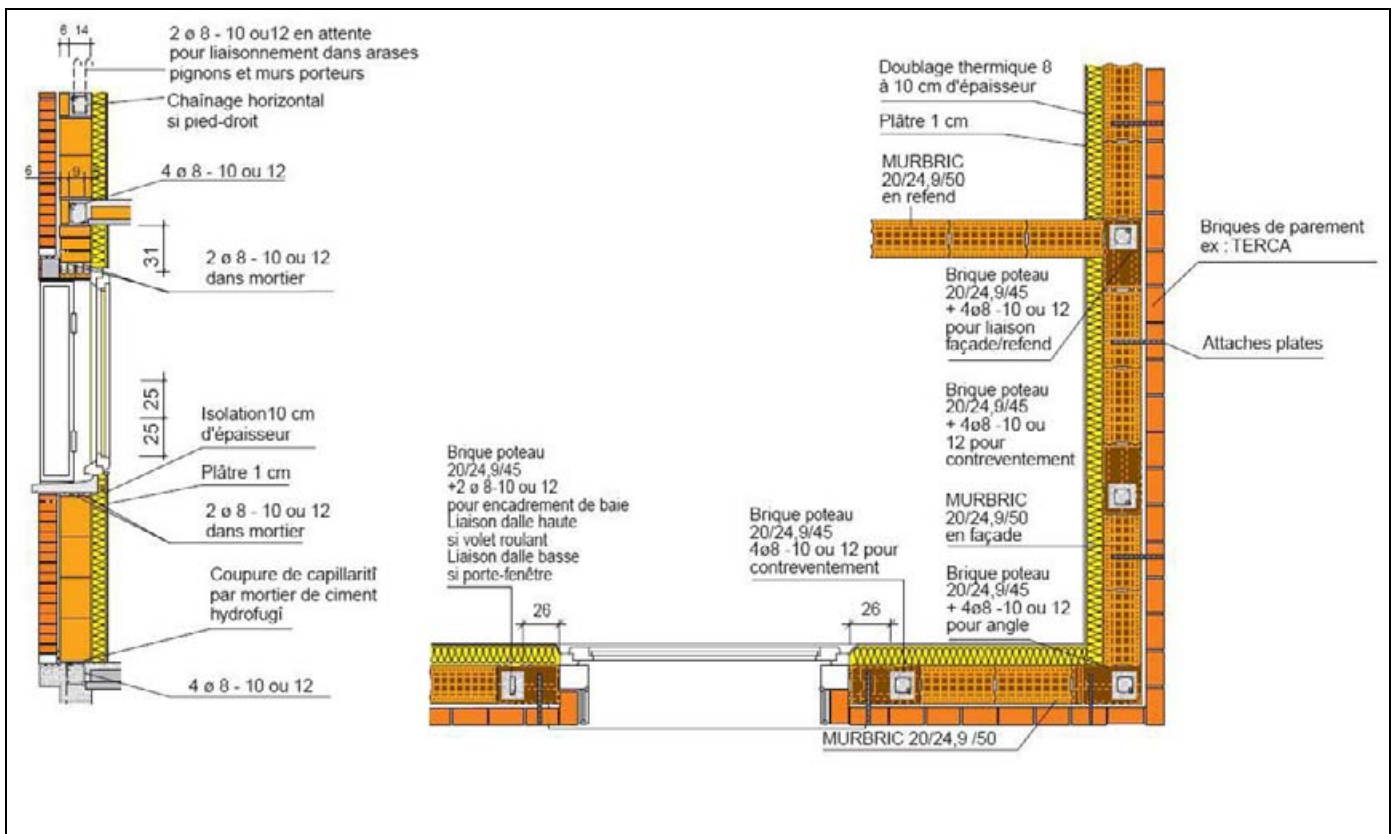 6 14
2 ø 8 - 10 ou12 en attente
pour liaisonnement dans arases
pignons et murs porteurs
Chaînage horizontal
si pied-droit
6
9
4 ø 8 - 10 ou 12
31
2 ø 8 - 10 ou 12
dans mortier
25
25
Isolation10 cm
d'épaisseur
Plâtre 1 cm
2 ø 8 - 10 ou 12
dans mortier
Coupure de capillaritî
par mortier de ciment
hydrofugî
4 ø 8 - 10 ou 12
Brique poteau
20/24,9/45
+2 ø 8-10 ou 12
pour encadrement de baie
Liaison dalle haute
si volet roulant
Liaison dalle basse
si porte-fenêtre
26
Brique poteau
20/24,9/45
4ø8 -10 ou 12 pour
contreventement
26
Doublage thermique 8
à 10 cm d'épaisseur
Plâtre 1 cm
MURBRIC
20/24,9/50
en refend
Brique poteau
20/24,9/45
+ 4ø8 -10 ou 12
pour liaison
façade/refend
Brique poteau
20/24,9/45
+ 4ø8 -10 ou
12 pour
contreventement
MURBRIC
20/24,9/50
en façade
Brique poteau
20/24,9/45
+ 4ø8 -10 ou 12
pour angle
MURBRIC 20/24,9 /50
Briques de parement
ex : TERCA
Attaches plates